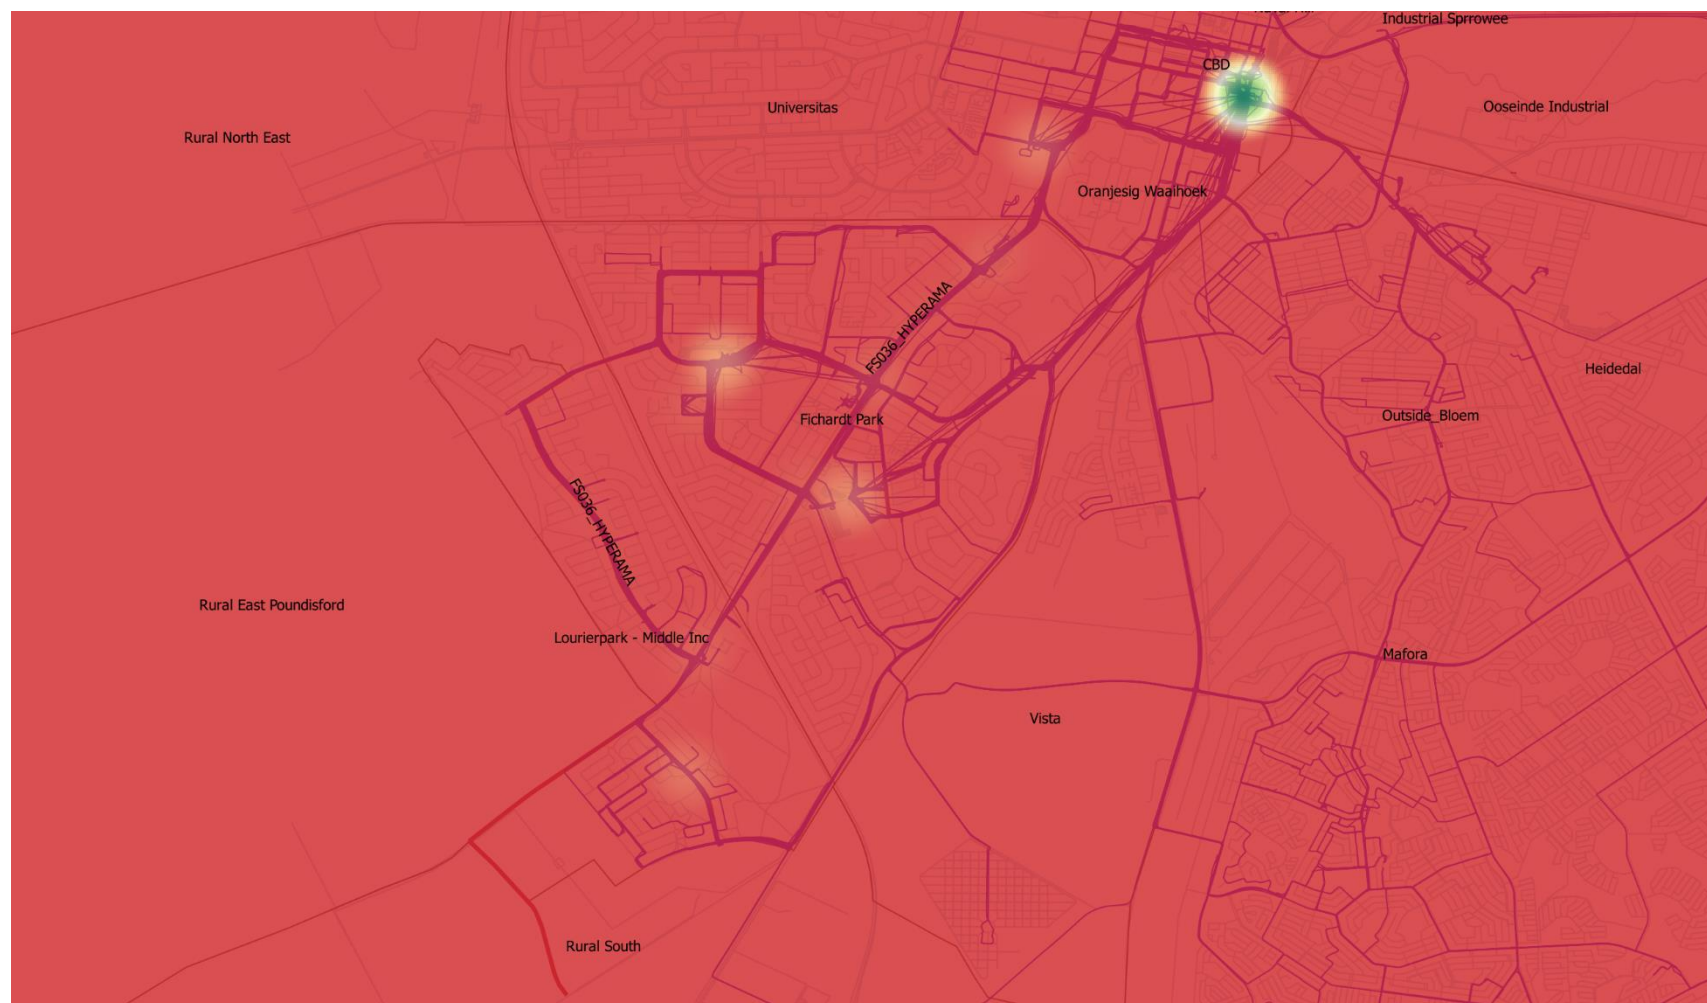 Industrial Sprrowee
CBD
Universitas
Ooseinde Industrial
Rural North East
Oranjesig Waaihoek
FS036_HYPERAMA
Heidedal
Outside_Bloem
Fichardt Park
FS036_HYPERAMA
Rural East Poundisford
Lourierpark - Middle Inc
Mafora
Vista
Rural South